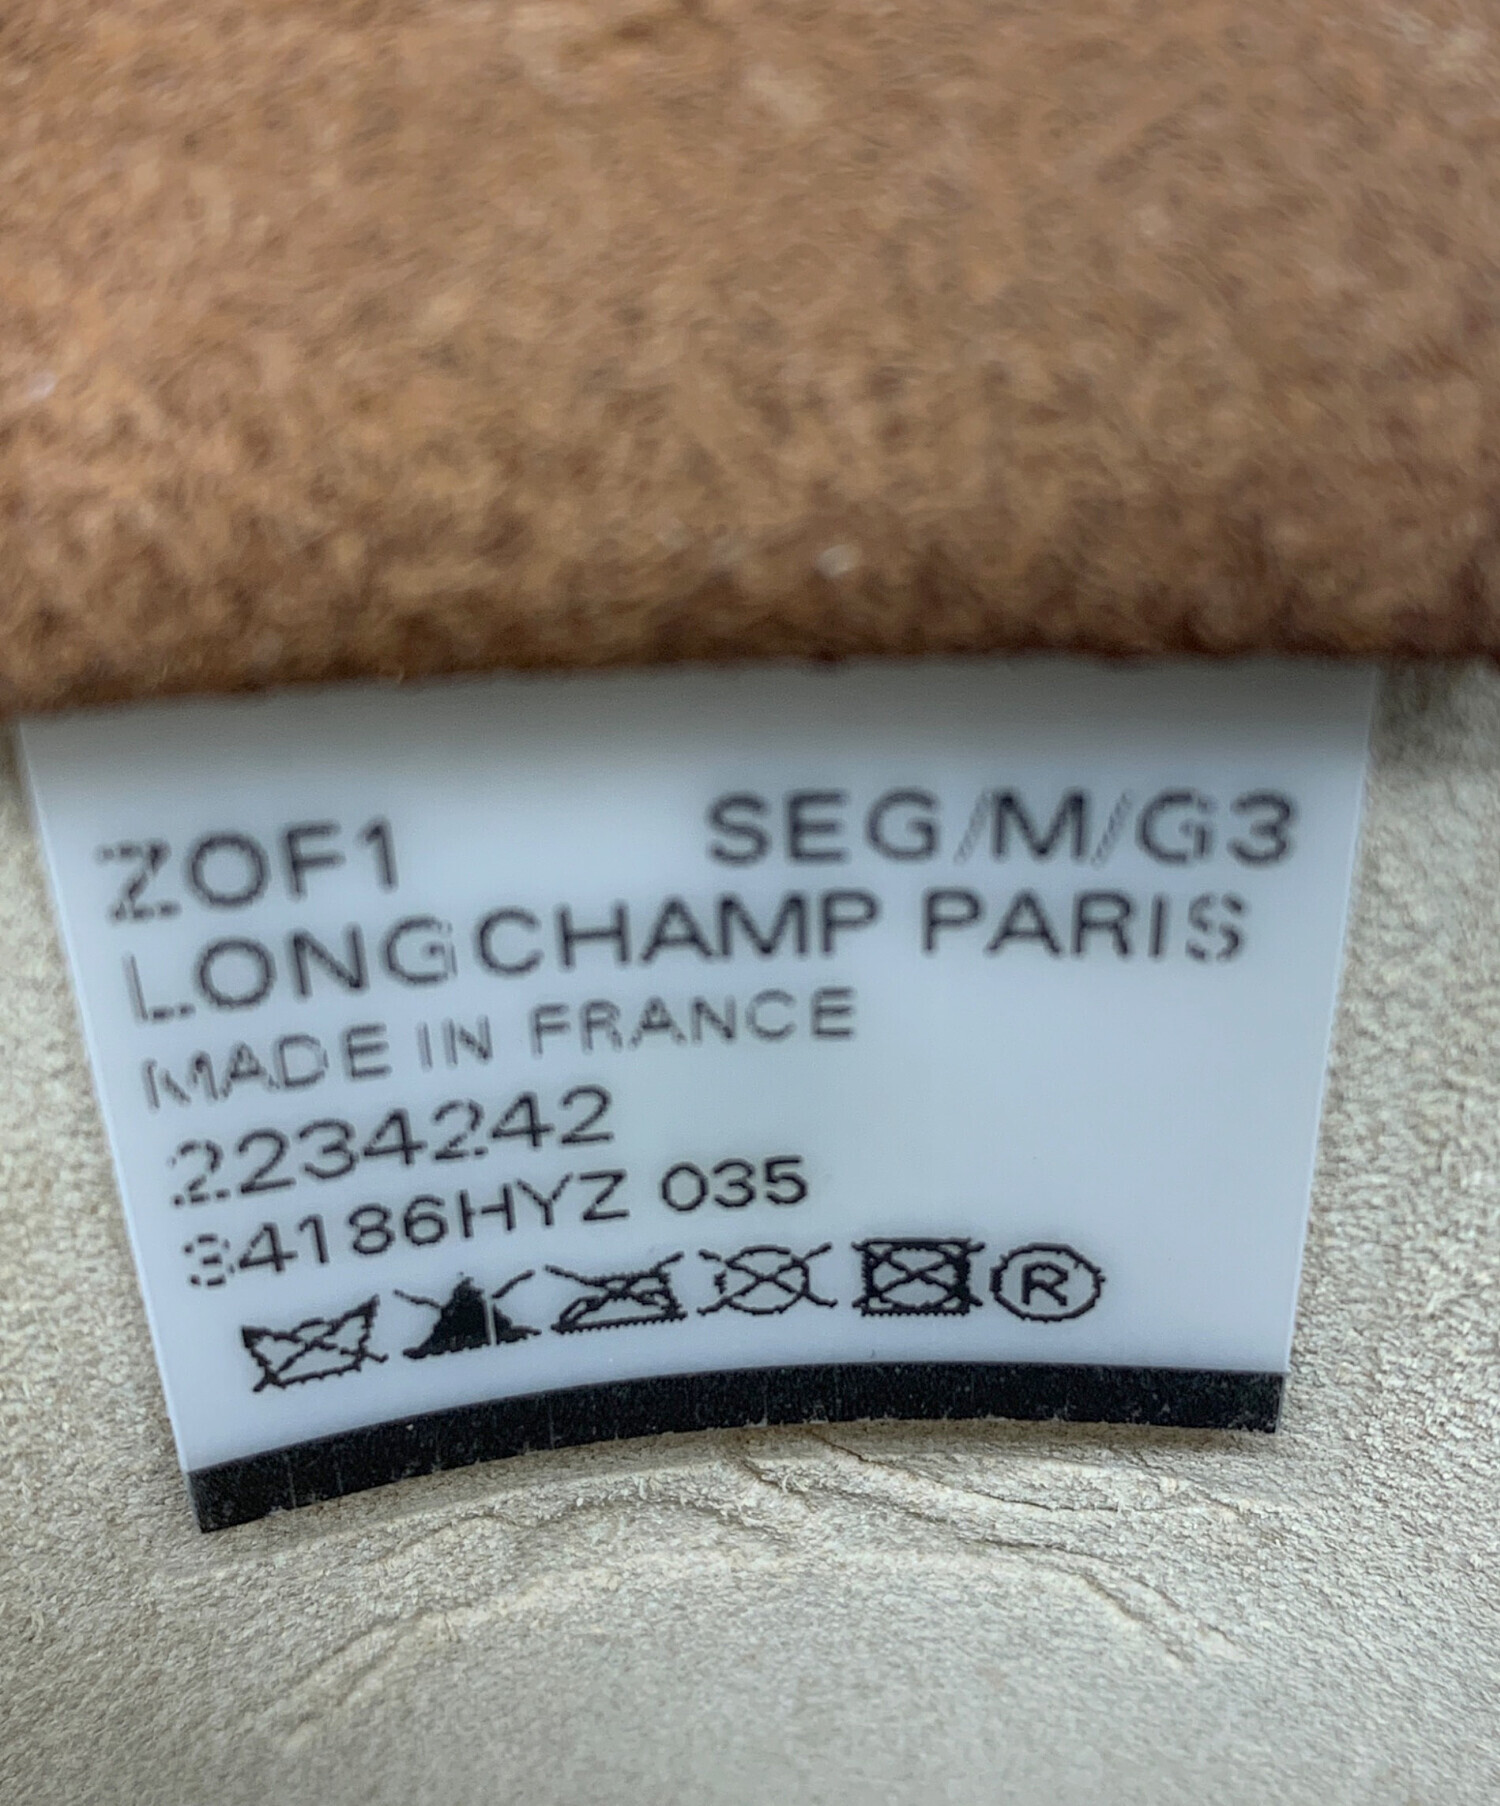 ZOF1 SEG/M/G3
LONGCHAMP PARIS
MADE IN FRANCE
2234242
34186HYZ 035
®